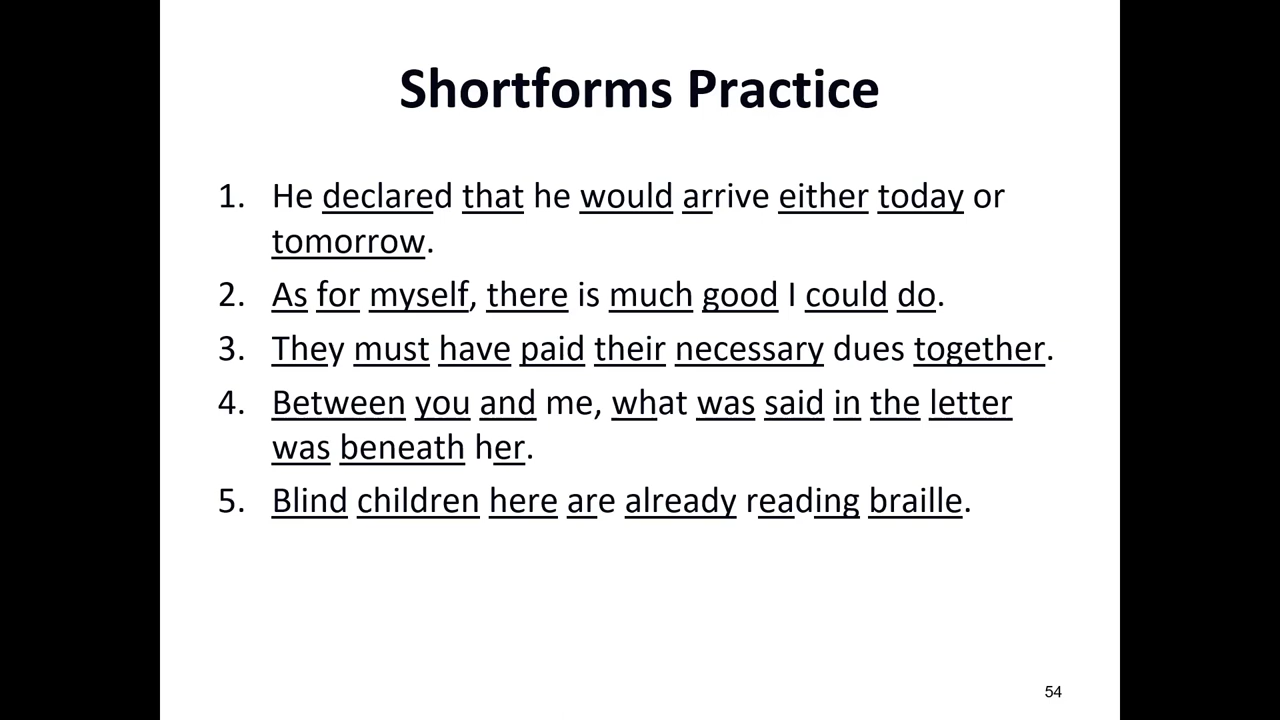 Shortforms Practice
1. He declared that he would arrive either today or
tomorrow.
2. As for myself, there is much good I could do.
3. They must have paid their necessary dues together.
4. Between you and me, what was said in the letter
was beneath her.
5. Blind children here are already reading braille.
54